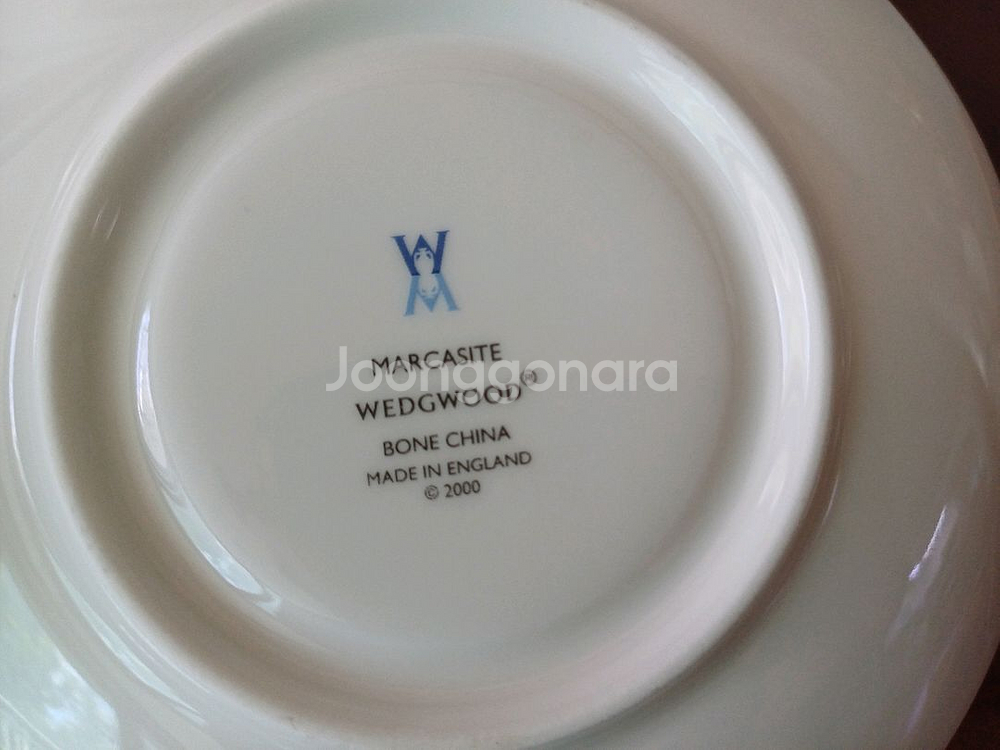 W
MARCASITE
Joonggonara
WEDGWOOD®
BONE CHINA
MADE IN ENGLAND
© 2000